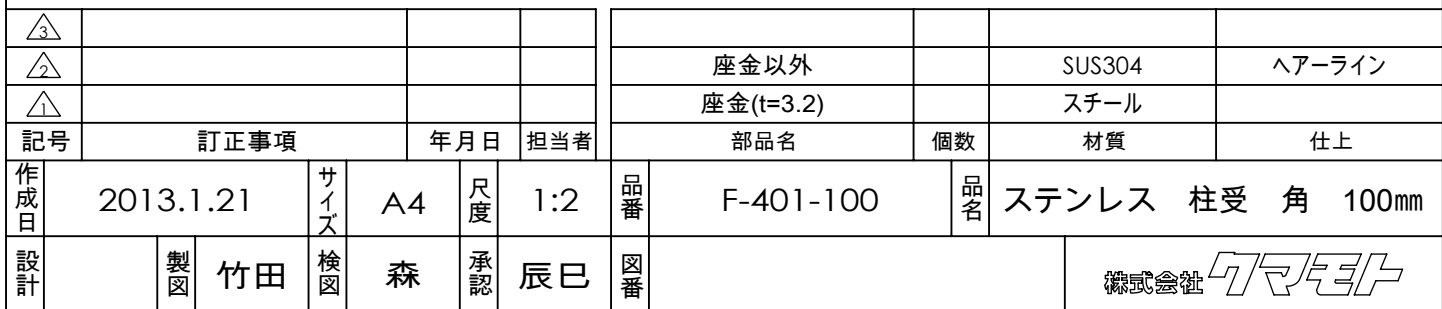 3
2 座金以外 SUS304 ヘアーライン
1 座金(t=3.2) スチール
記号 訂正事項 年月日 担当者 部品名 個数 材質 仕上
作成日 2013.1.21 サイズ A4 尺度 1:2 品番 F-401-100 品名 ステンレス 柱受 角 100㎜
設計 製図 竹田 検図 森 承認 辰巳 図番 株式会社クマモト